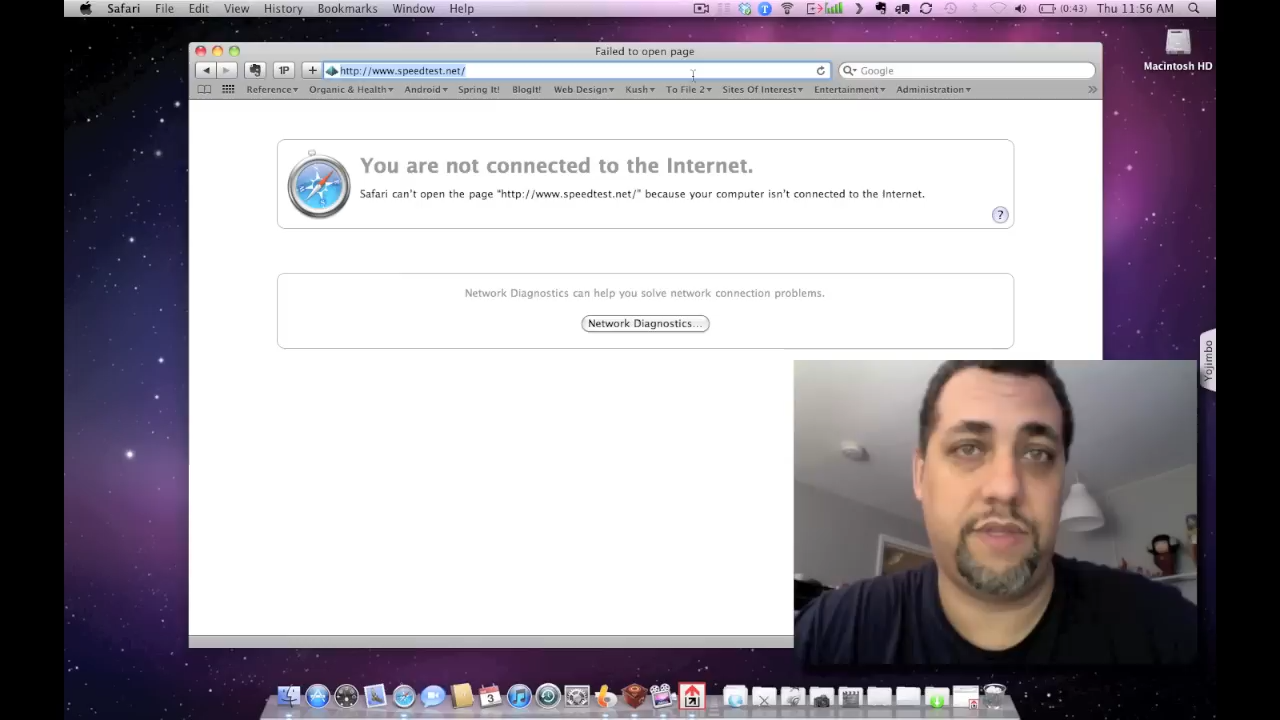 Safari File Edit View History Bookmarks Window Help (0:43) Thu 11:56 AM
Failed to open page
1P http://www.speedtest.net/ Google
Reference Organic & Health Android Spring It! BlogIt! Web Design Kush To File 2 Sites Of Interest Entertainment Administration
Macintosh HD
You are not connected to the Internet.
Safari can't open the page "http://www.speedtest.net/" because your computer isn't connected to the Internet.
?
Network Diagnostics can help you solve network connection problems.
Network Diagnostics...
Yojimbo
3